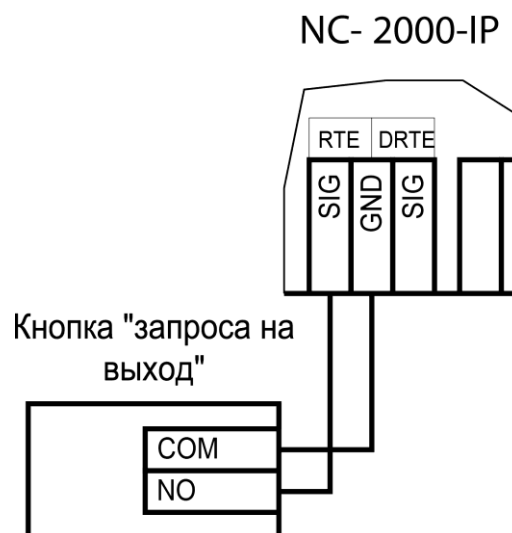 NC- 2000-IP
RTE DRTE
SIG GND SIG
Кнопка "запроса на
выход"
COM
NO